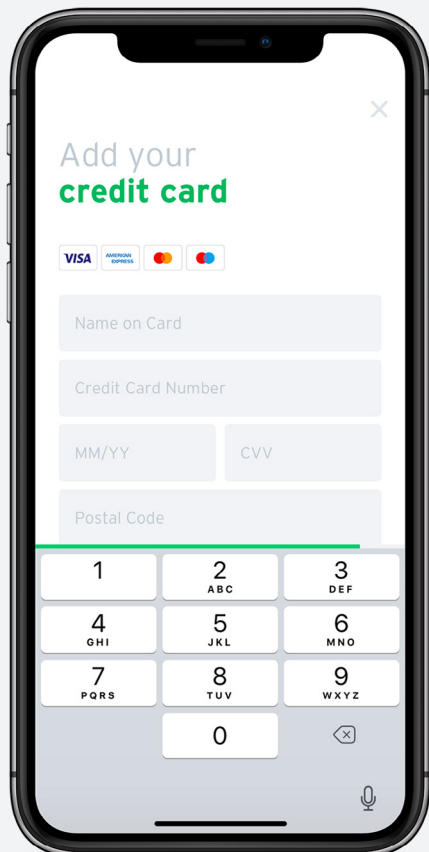 Add your
credit card
VISA AMERICAN EXPRESS
Name on Card
Credit Card Number
MM/YY CVV
Postal Code
1 2 3
ABC DEF
4 5 6
GHI JKL MNO
7 8 9
PQRS TUV WXYZ
0